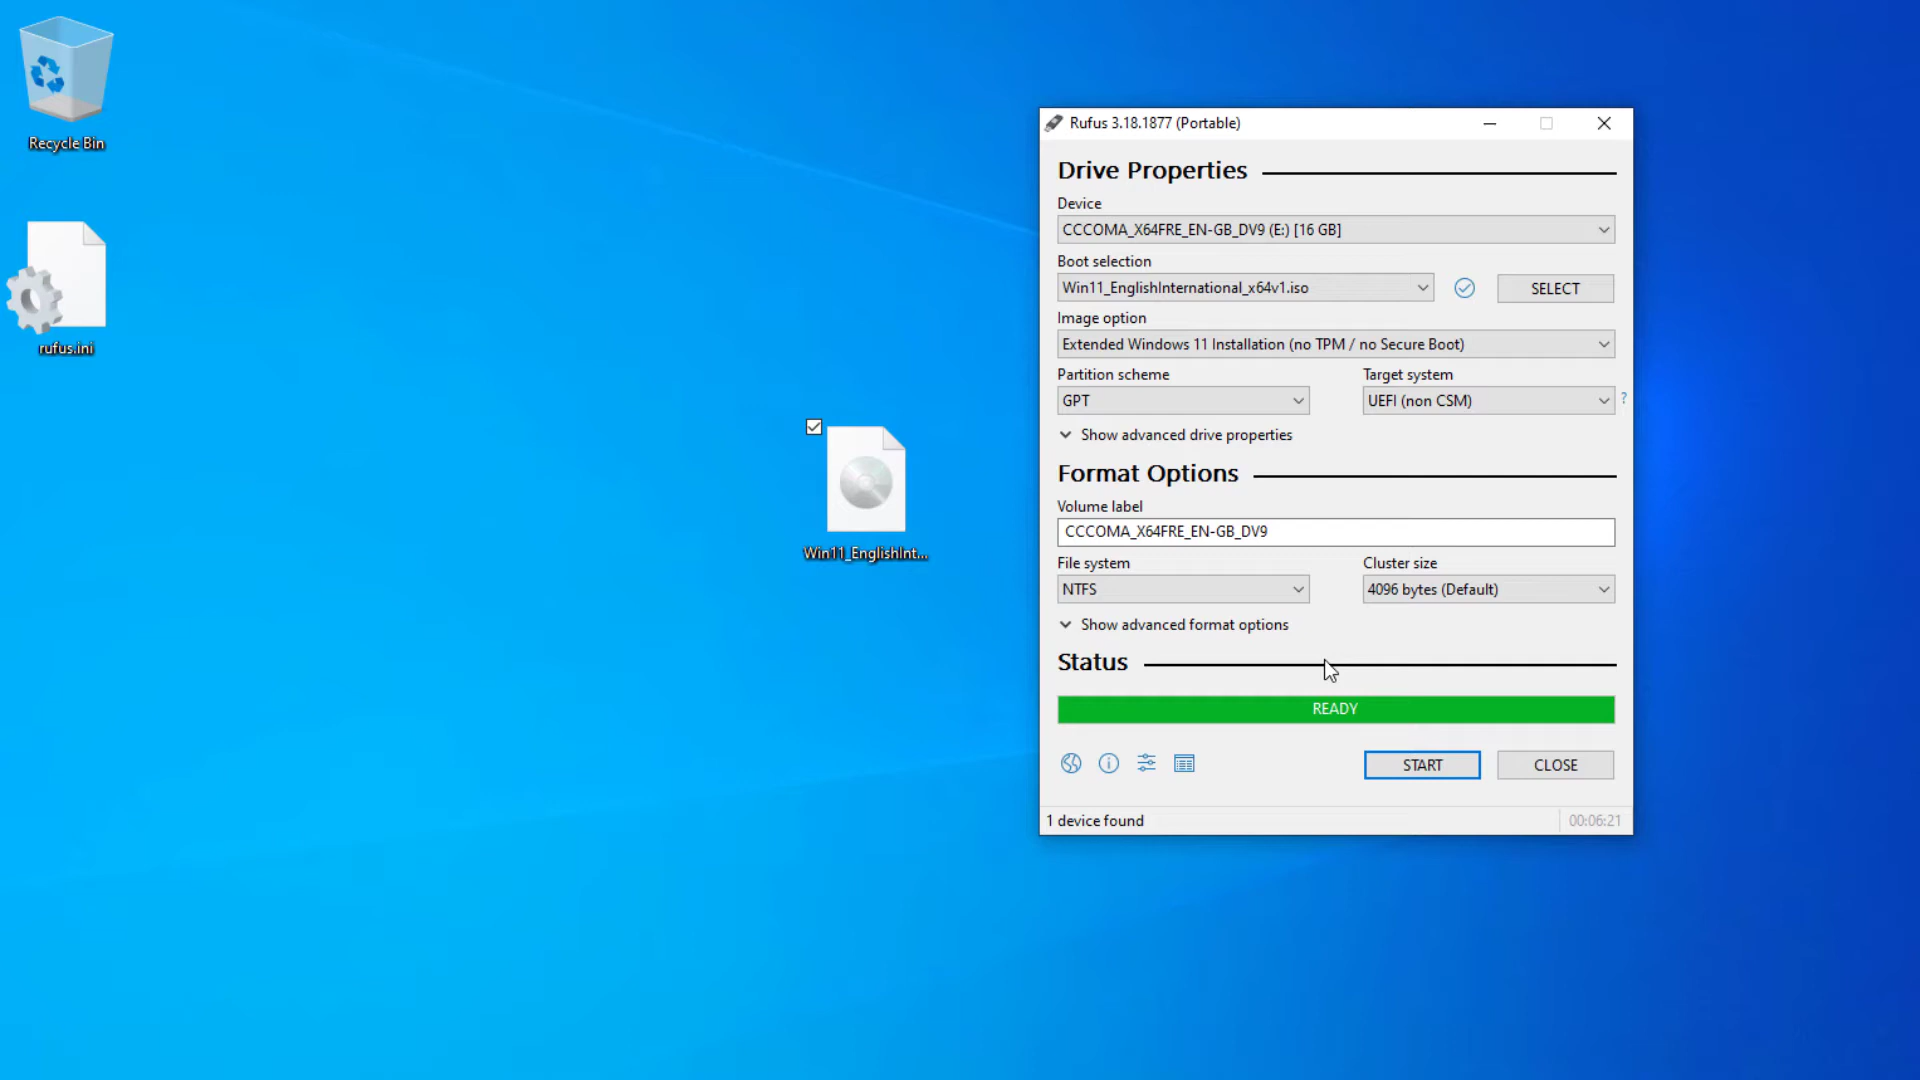 Recycle Bin
rufus.ini
Win11_EnglishInt...
Rufus 3.18.1877 (Portable)
Drive Properties
Device
CCCOMA_X64FRE_EN-GB_DV9 (E:) [16 GB]
Boot selection
Win11_EnglishInternational_x64v1.iso
SELECT
Image option
Extended Windows 11 Installation (no TPM / no Secure Boot)
Partition scheme
Target system
GPT
UEFI (non CSM)
?
Show advanced drive properties
Format Options
Volume label
CCCOMA_X64FRE_EN-GB_DV9
File system
Cluster size
NTFS
4096 bytes (Default)
Show advanced format options
Status
READY
START
CLOSE
1 device found
00:06:21